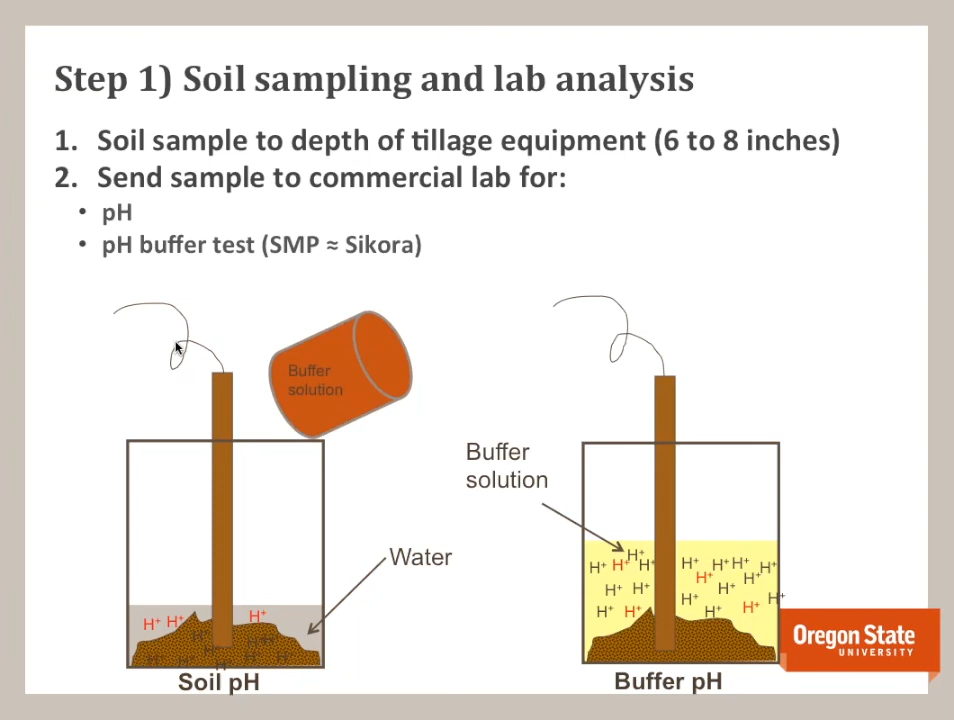 Step 1) Soil sampling and lab analysis
1. Soil sample to depth of tillage equipment (6 to 8 inches)
2. Send sample to commercial lab for:
• pH
• pH buffer test (SMP ≈ Sikora)
Buffer
solution
Buffer
solution
Water
H⁺ H⁺ H⁺
H⁺ H⁺ H⁺
H⁺ H⁺
H⁺ H⁺ H⁺ H⁺
H⁺
H⁺
H⁺ H⁺ H⁺ H⁺ H⁺ H⁺ H⁺
H⁺ H⁺
H⁺ H⁺ H⁺
H⁺ H⁺
H⁺ H⁺ H⁺ H⁺
Soil pH
Buffer pH
Oregon State
UNIVERSITY